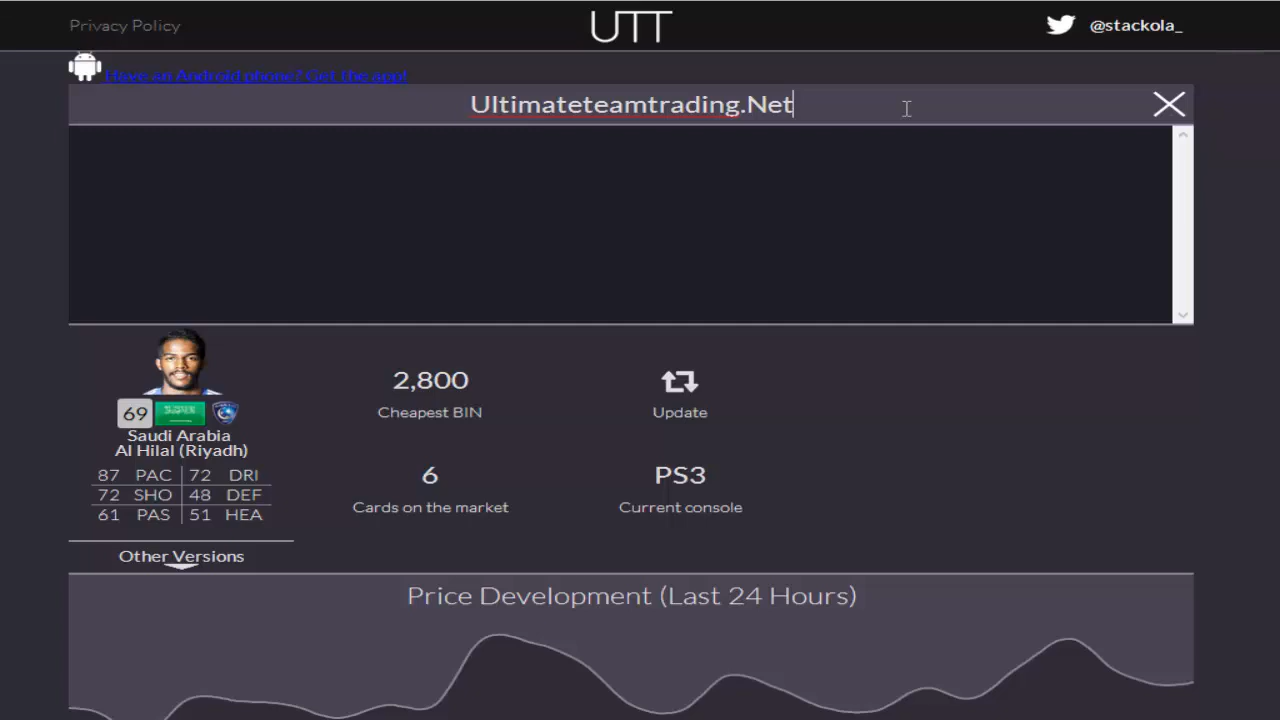 Privacy Policy
UTT
@stackola_
Have an Android phone? Get the app!
Ultimateteamtrading.Net
69
Saudi Arabia
Al Hilal (Riyadh)
87 PAC 72 DRI
72 SHO 48 DEF
61 PAS 51 HEA
Other Versions
2,800
Cheapest BIN
Update
6
Cards on the market
PS3
Current console
Price Development (Last 24 Hours)